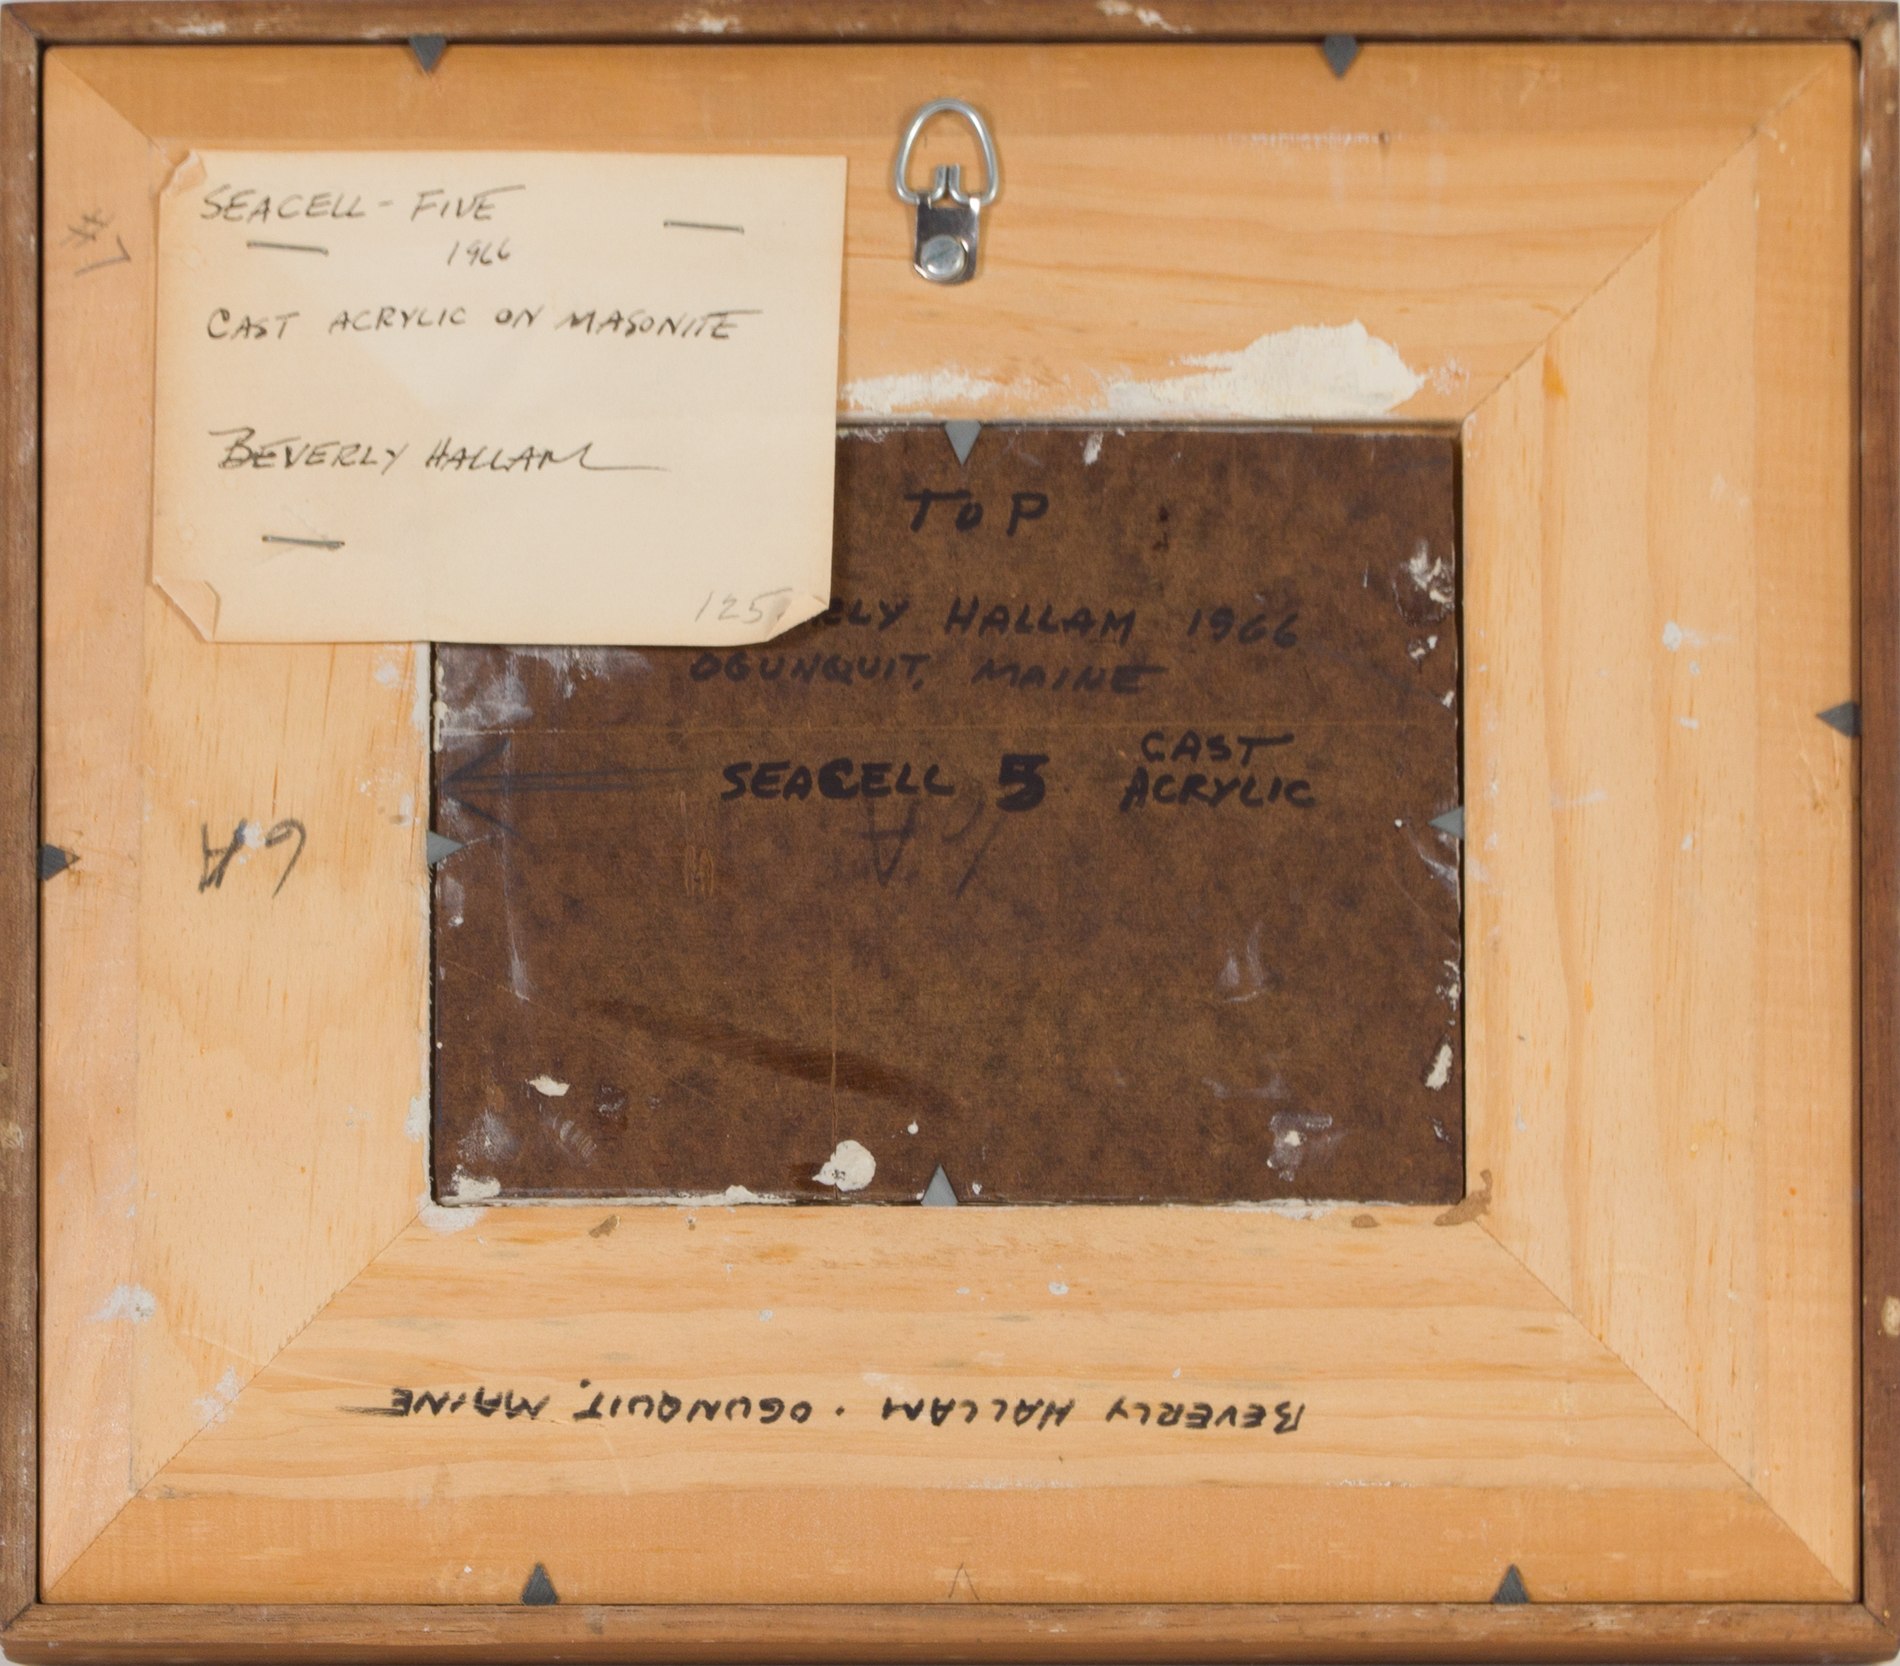 SEACELL - FIVE
1966
CAST ACRYLIC ON MASONITE
BEVERLY HALLAM
125
TOP
HALLAM 1966
OGUNQUIT, MAINE
SEACELL 5 CAST
ACRYLIC
6A
BEVERLY HALLAM · OGUNQUIT, MAINE